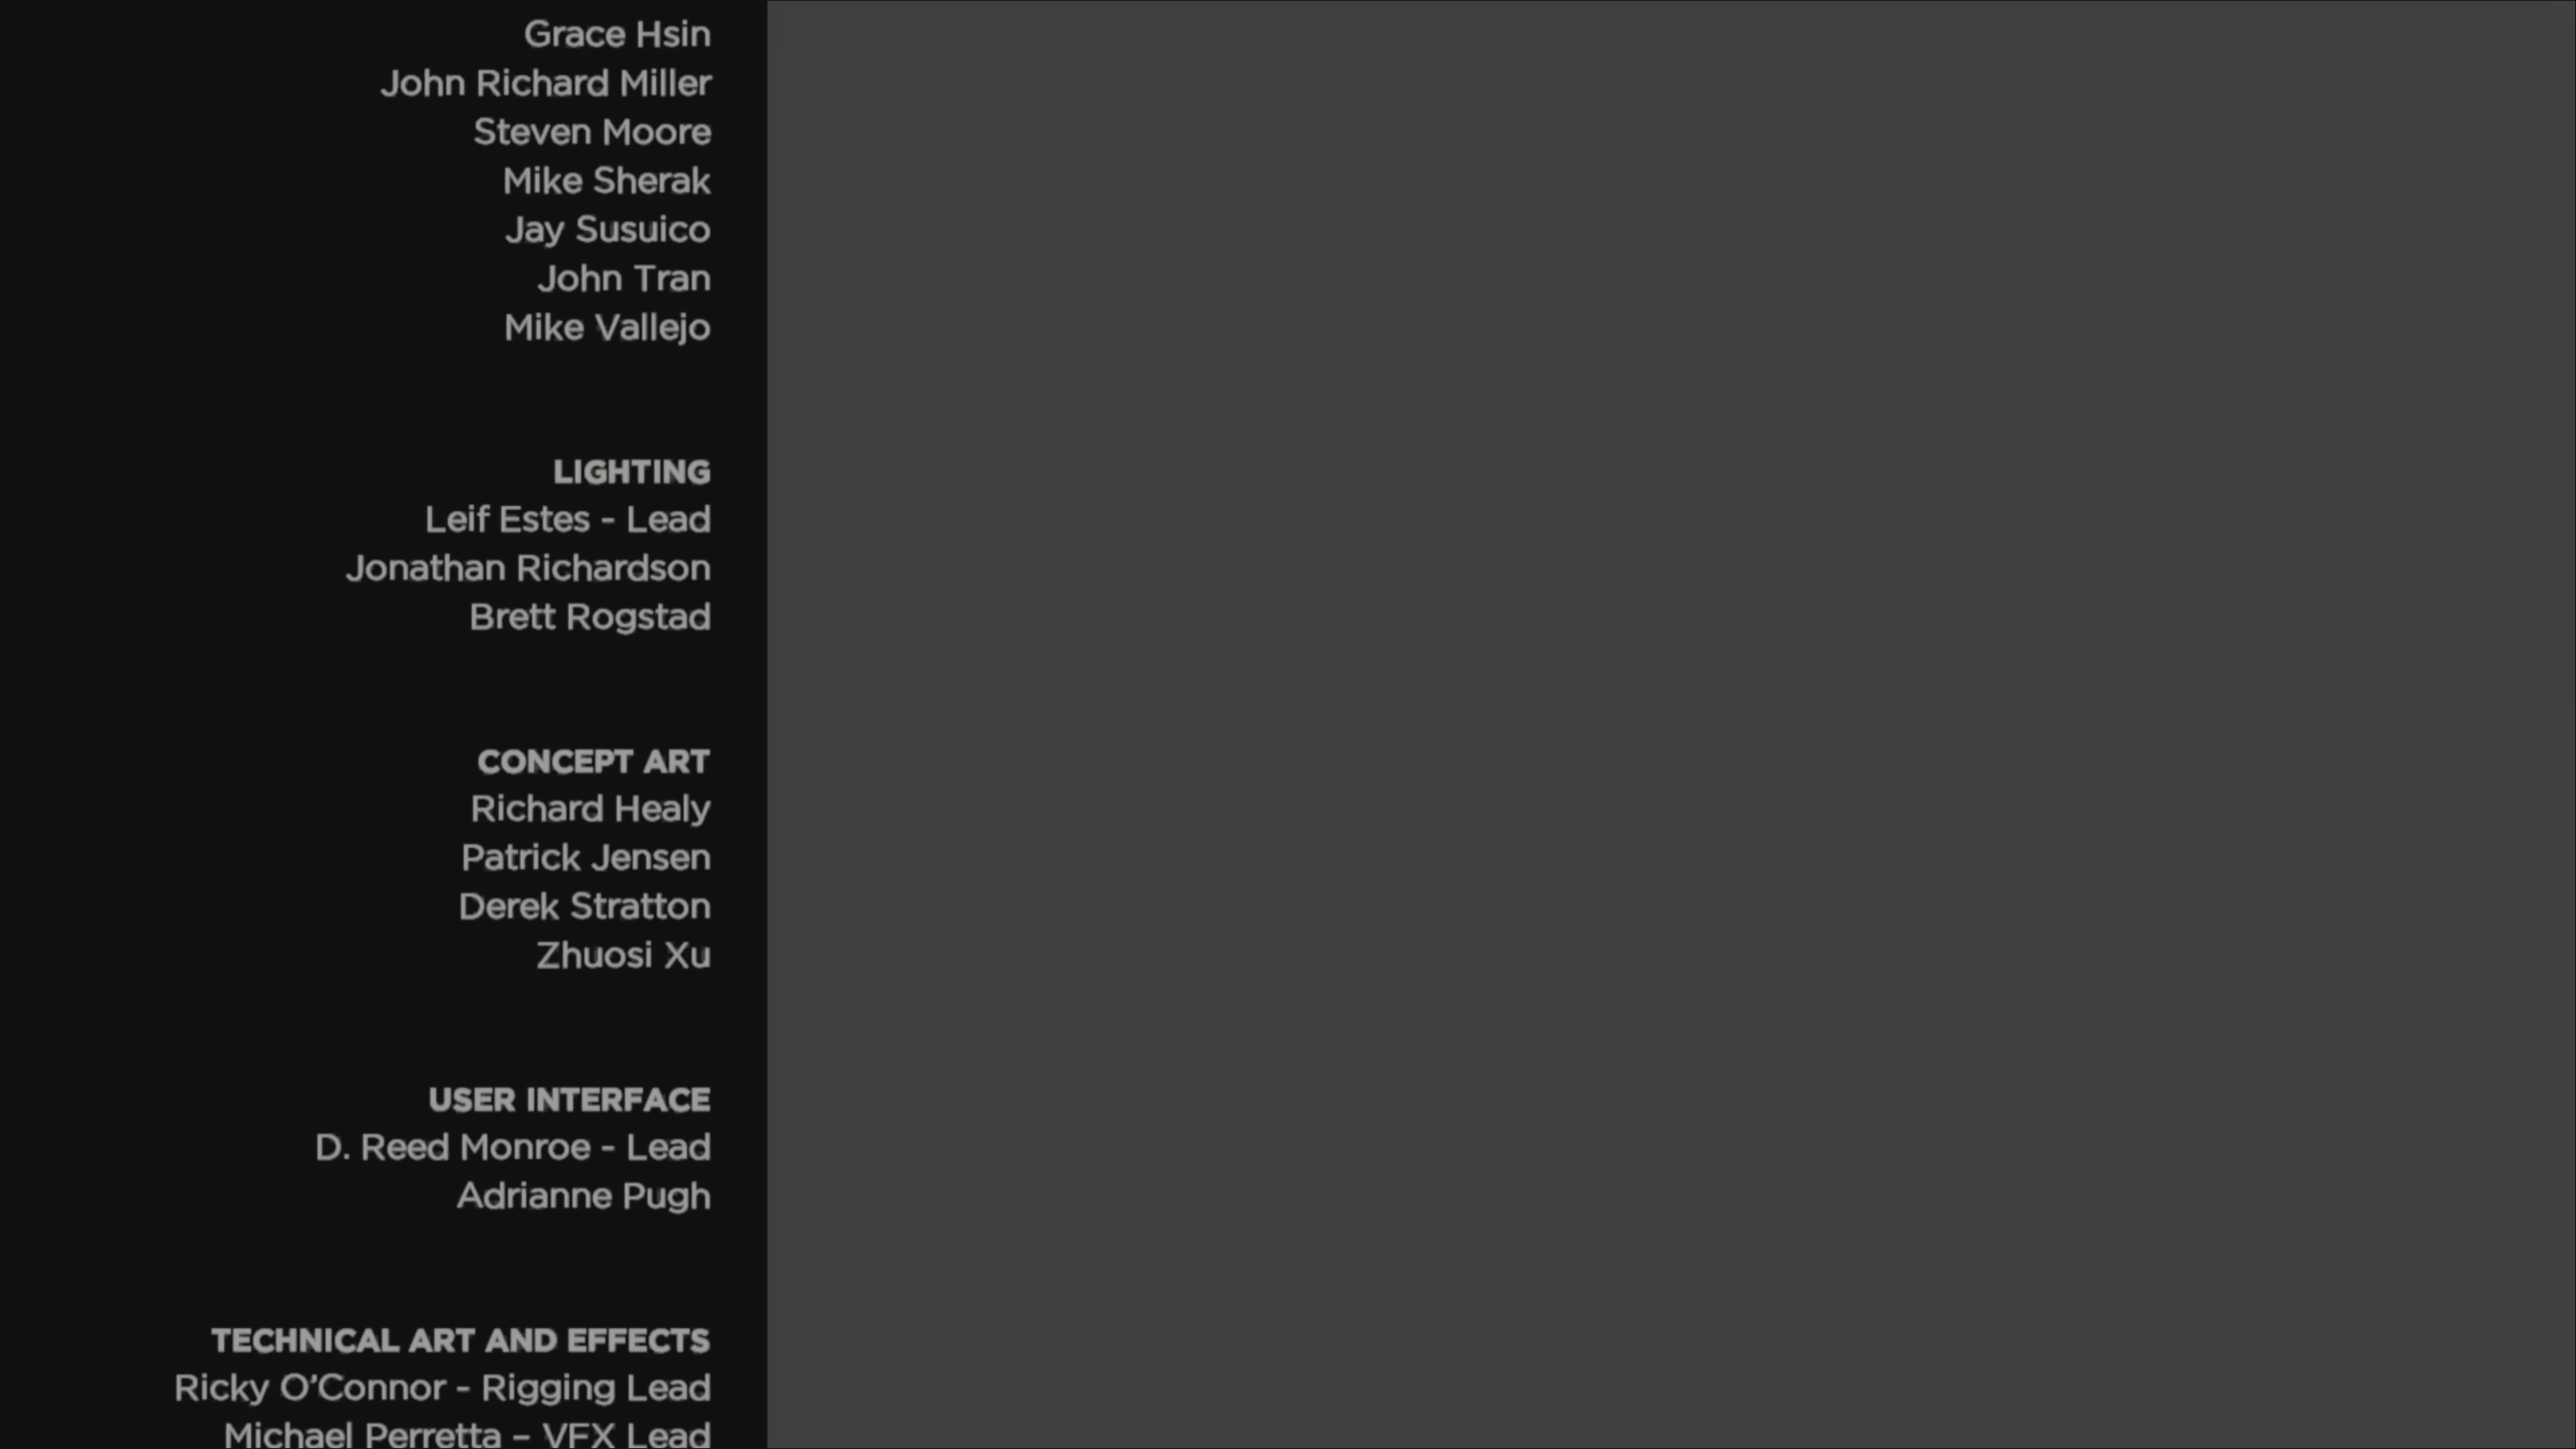 Grace Hsin
John Richard Miller
Steven Moore
Mike Sherak
Jay Susuico
John Tran
Mike Vallejo
LIGHTING
Leif Estes - Lead
Jonathan Richardson
Brett Rogstad
CONCEPT ART
Richard Healy
Patrick Jensen
Derek Stratton
Zhuosi Xu
USER INTERFACE
D. Reed Monroe - Lead
Adrianne Pugh
TECHNICAL ART AND EFFECTS
Ricky O’Connor - Rigging Lead
Michael Perretta – VFX Lead